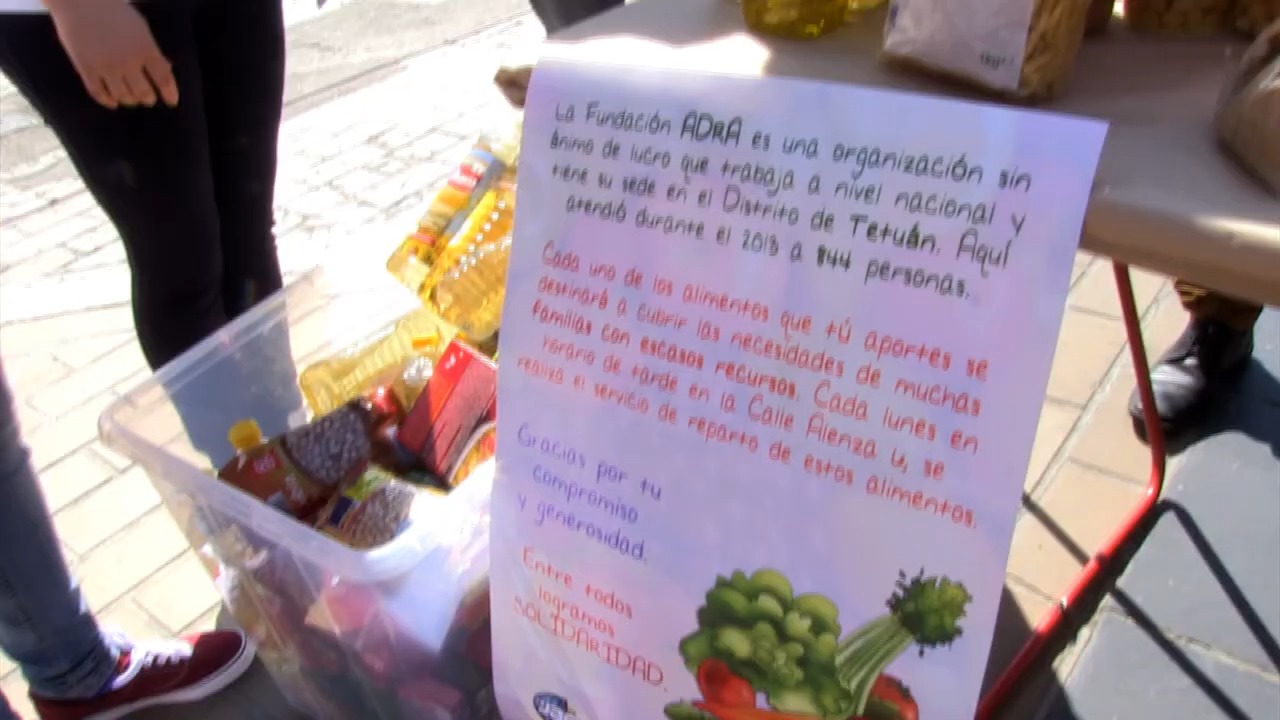 La Fundación ADRA es una organización sin
ánimo de lucro que trabaja a nivel nacional y
tiene su sede en el Distrito de Tetuán. Aquí
atendió durante el 2013 a 844 personas.
Cada uno de los alimentos que tú aportes se
destinará a cubrir las necesidades de muchas
familias con escasos recursos. Cada lunes en
horario de tarde en la Calle Alenza 4, se
realiza el servicio de reparto de estos alimentos.
Gracias por tu
compromiso
y generosidad.
Entre todos
logramos
SOLIDARIDAD.
1kg